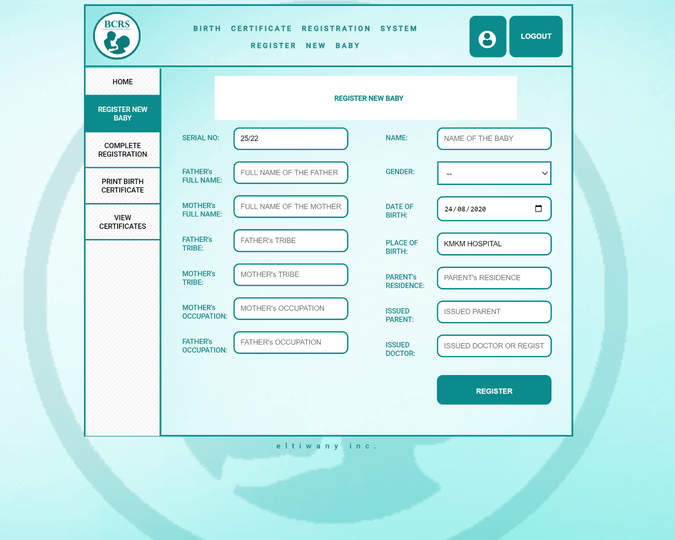 BCRS
BIRTH CERTIFICATE REGISTRATION SYSTEM
REGISTER NEW BABY
LOGOUT
HOME
REGISTER NEW
BABY
COMPLETE
REGISTRATION
PRINT BIRTH
CERTIFICATE
VIEW
CERTIFICATES
REGISTER NEW BABY
SERIAL NO: 25/22
FATHER's
FULL NAME: FULL NAME OF THE FATHER
MOTHER's
FULL NAME: FULL NAME OF THE MOTHER
FATHER's
TRIBE: FATHER's TRIBE
MOTHER's
TRIBE: MOTHER's TRIBE
MOTHER's
OCCUPATION: MOTHER's OCCUPATION
FATHER's
OCCUPATION: FATHER's OCCUPATION
NAME: NAME OF THE BABY
GENDER: --
DATE OF
BIRTH: 24/08/2020
PLACE OF
BIRTH: KMKM HOSPITAL
PARENT's
RESIDENCE: PARENT's RESIDENCE
ISSUED
PARENT: ISSUED PARENT
ISSUED
DOCTOR: ISSUED DOCTOR OR REGIST
REGISTER
eltiwany inc.